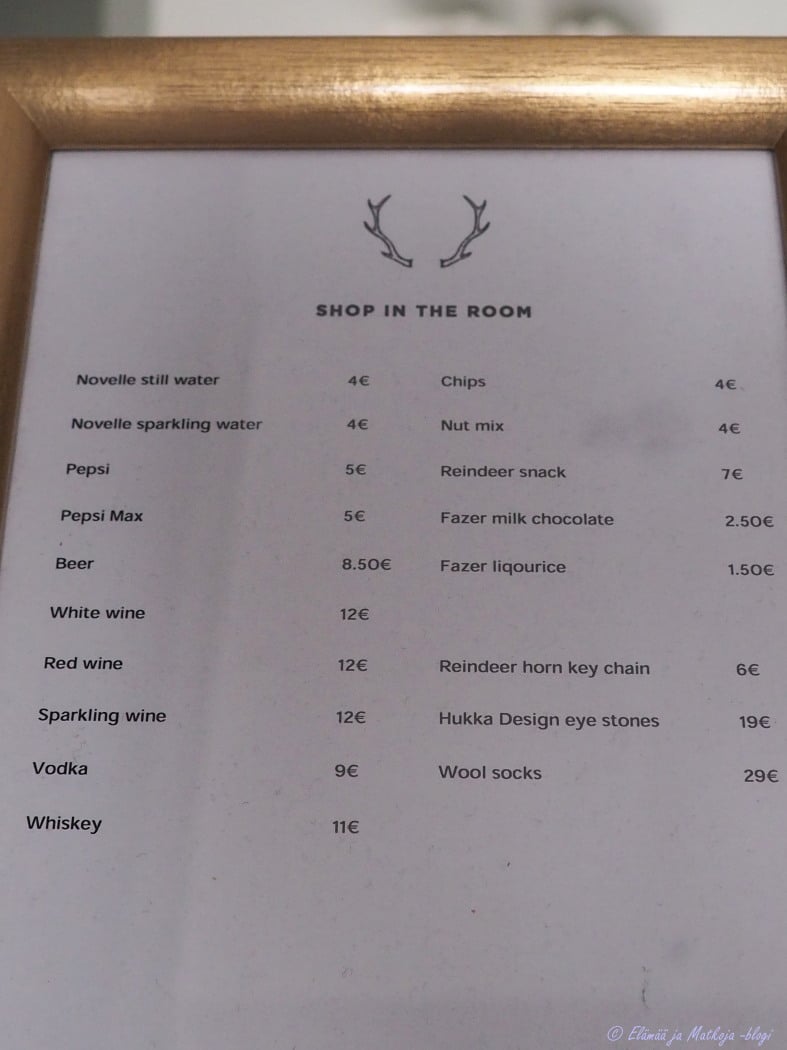 SHOP IN THE ROOM
Novelle still water 4€
Novelle sparkling water 4€
Pepsi 5€
Pepsi Max 5€
Beer 8.50€
White wine 12€
Red wine 12€
Sparkling wine 12€
Vodka 9€
Whiskey 11€
Chips 4€
Nut mix 4€
Reindeer snack 7€
Fazer milk chocolate 2.50€
Fazer liqourice 1.50€
Reindeer horn key chain 6€
Hukka Design eye stones 19€
Wool socks 29€
© Elämää ja Matkoja -blogi